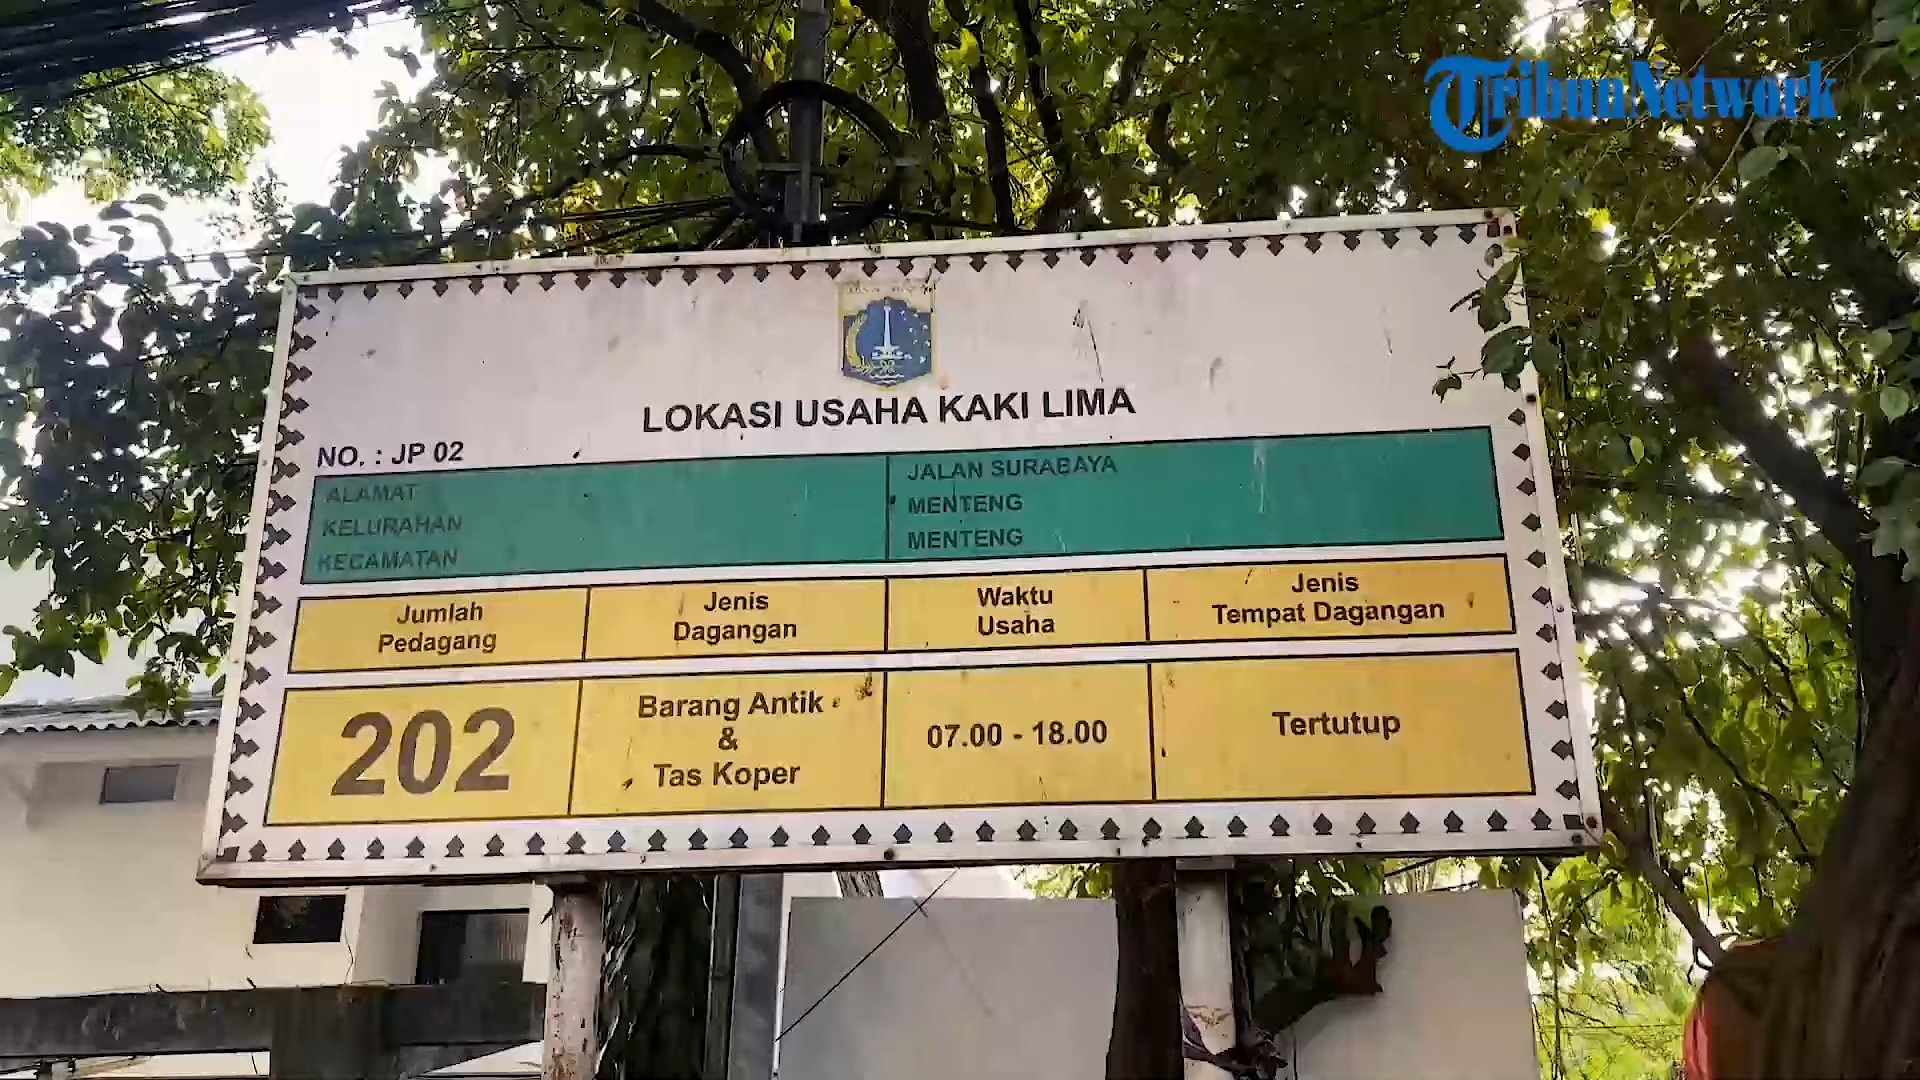 TribunNetwork
LOKASI USAHA KAKI LIMA
NO. : JP 02
ALAMAT JALAN SURABAYA
KELURAHAN MENTENG
KECAMATAN MENTENG
Jumlah
Pedagang
Jenis
Dagangan
Waktu
Usaha
Jenis
Tempat Dagangan
202
Barang Antik
&
Tas Koper
07.00 - 18.00
Tertutup